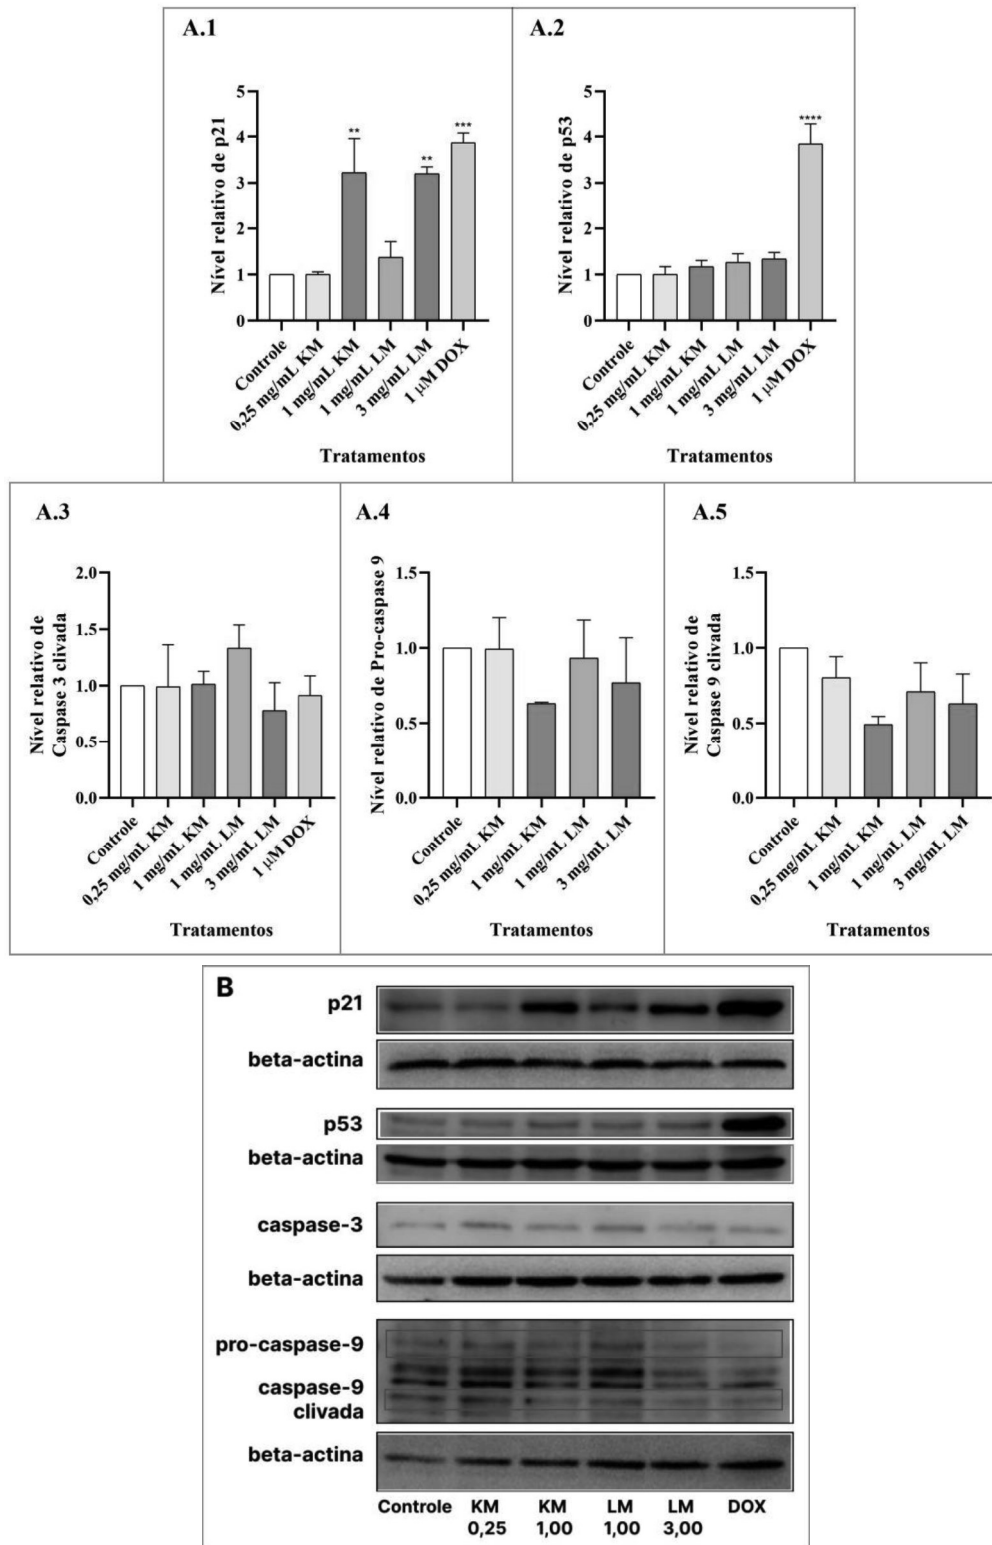 A.1
Nível relativo de p21
5
4
3
2
1
0
**
**
***
Controle
0,25 mg/mL KM
1 mg/mL KM
1 mg/mL LM
3 mg/mL LM
1 µM DOX
Tratamentos
A.2
Nível relativo de p53
5
4
3
2
1
0
****
Controle
0,25 mg/mL KM
1 mg/mL KM
1 mg/mL LM
3 mg/mL LM
1 µM DOX
Tratamentos
A.3
Nível relativo de
Caspase 3 clivada
2.0
1.5
1.0
0.5
0.0
Controle
0,25 mg/mL KM
1 mg/mL KM
1 mg/mL LM
3 mg/mL LM
1 µM DOX
Tratamentos
A.4
Nível relativo de Pro-caspase 9
1.5
1.0
0.5
0.0
Controle
0,25 mg/mL KM
1 mg/mL KM
1 mg/mL LM
3 mg/mL LM
Tratamentos
A.5
Nível relativo de
Caspase 9 clivada
1.5
1.0
0.5
0.0
Controle
0,25 mg/mL KM
1 mg/mL KM
1 mg/mL LM
3 mg/mL LM
Tratamentos
B
p21
beta-actina
p53
beta-actina
caspase-3
beta-actina
pro-caspase-9
caspase-9
clivada
beta-actina
Controle KM KM LM LM DOX
0,25 1,00 1,00 3,00